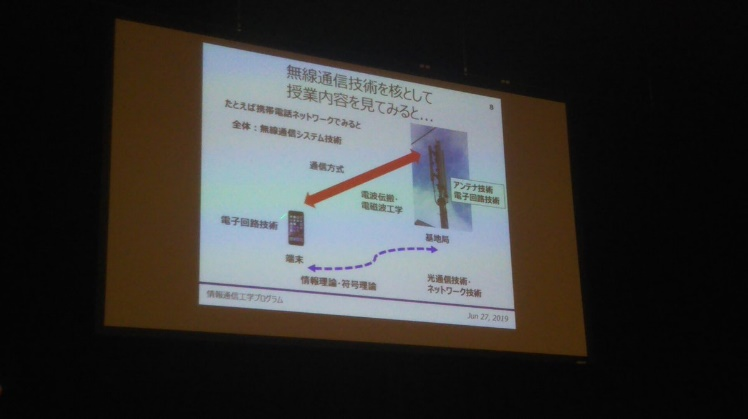 無線通信技術を核として
授業内容を見てみると…
8
たとえば携帯電話ネットワークでみると
全体：無線通信システム技術
通信方式
アンテナ技術
電子回路技術
電波伝搬・
電磁波工学
電子回路技術
基地局
端末
情報理論・符号理論
光通信技術・
ネットワーク技術
情報通信工学プログラム
Jun 27, 2019